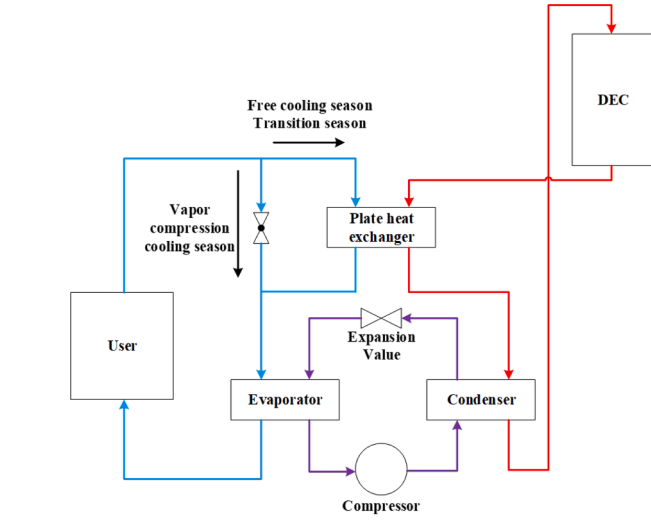 DEC
Free cooling season
Transition season
Vapor
compression
cooling season
Plate heat
exchanger
User
Expansion
Value
Evaporator
Condenser
Compressor